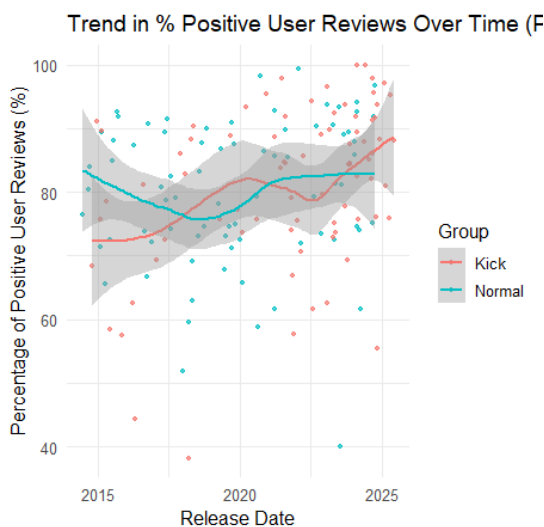 Trend in % Positive User Reviews Over Time (F
Percentage of Positive User Reviews (%)
100
80
60
40
2015
2020
2025
Release Date
Group
Kick
Normal